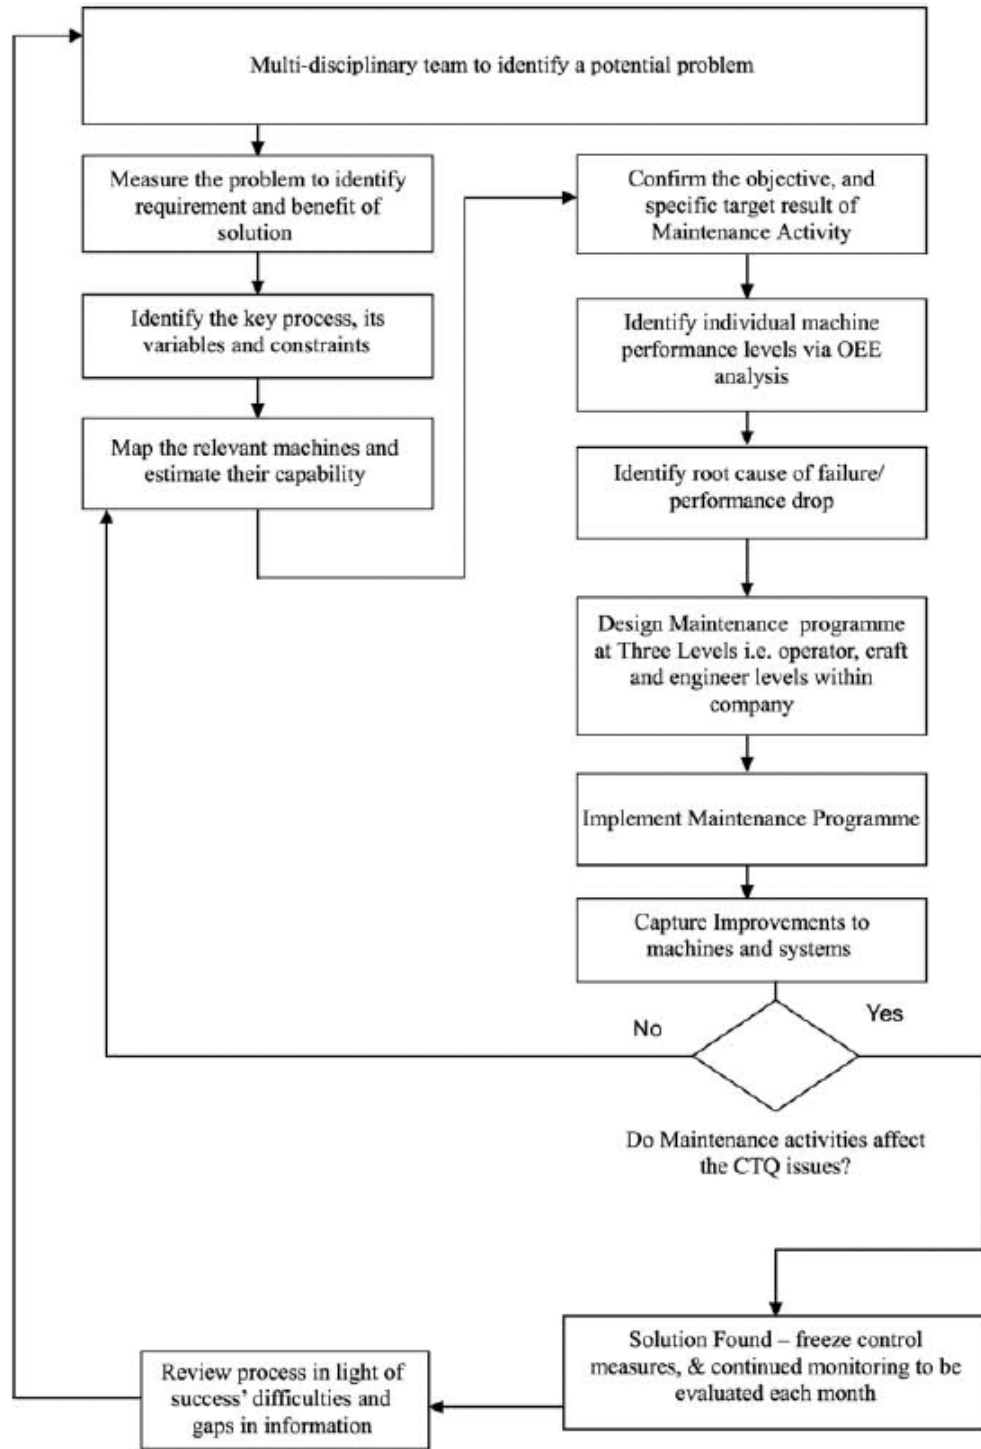 Multi-disciplinary team to identify a potential problem
Measure the problem to identify
requirement and benefit of
solution
Identify the key process, its
variables and constraints
Map the relevant machines and
estimate their capability
Confirm the objective, and
specific target result of
Maintenance Activity
Identify individual machine
performance levels via OEE
analysis
Identify root cause of failure/
performance drop
Design Maintenance programme
at Three Levels i.e. operator, craft
and engineer levels within
company
Implement Maintenance Programme
Capture Improvements to
machines and systems
No
Yes
Do Maintenance activities affect
the CTQ issues?
Solution Found – freeze control
measures, & continued monitoring to be
evaluated each month
Review process in light of
success' difficulties and
gaps in information